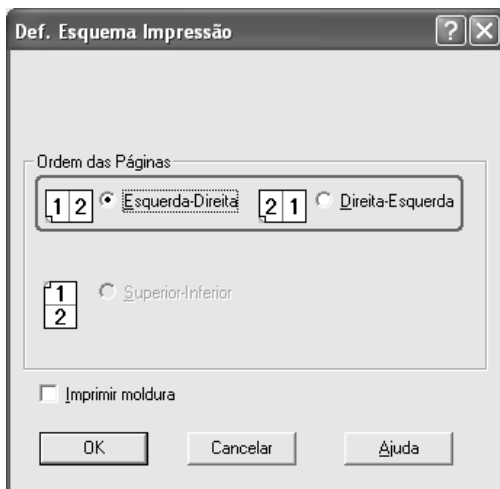 Def. Esquema Impressão
Ordem das Páginas
1 2 Esquerda-Direita 2 1 Direita-Esquerda
1
2
Superior-Inferior
Imprimir moldura
OK Cancelar Ajuda